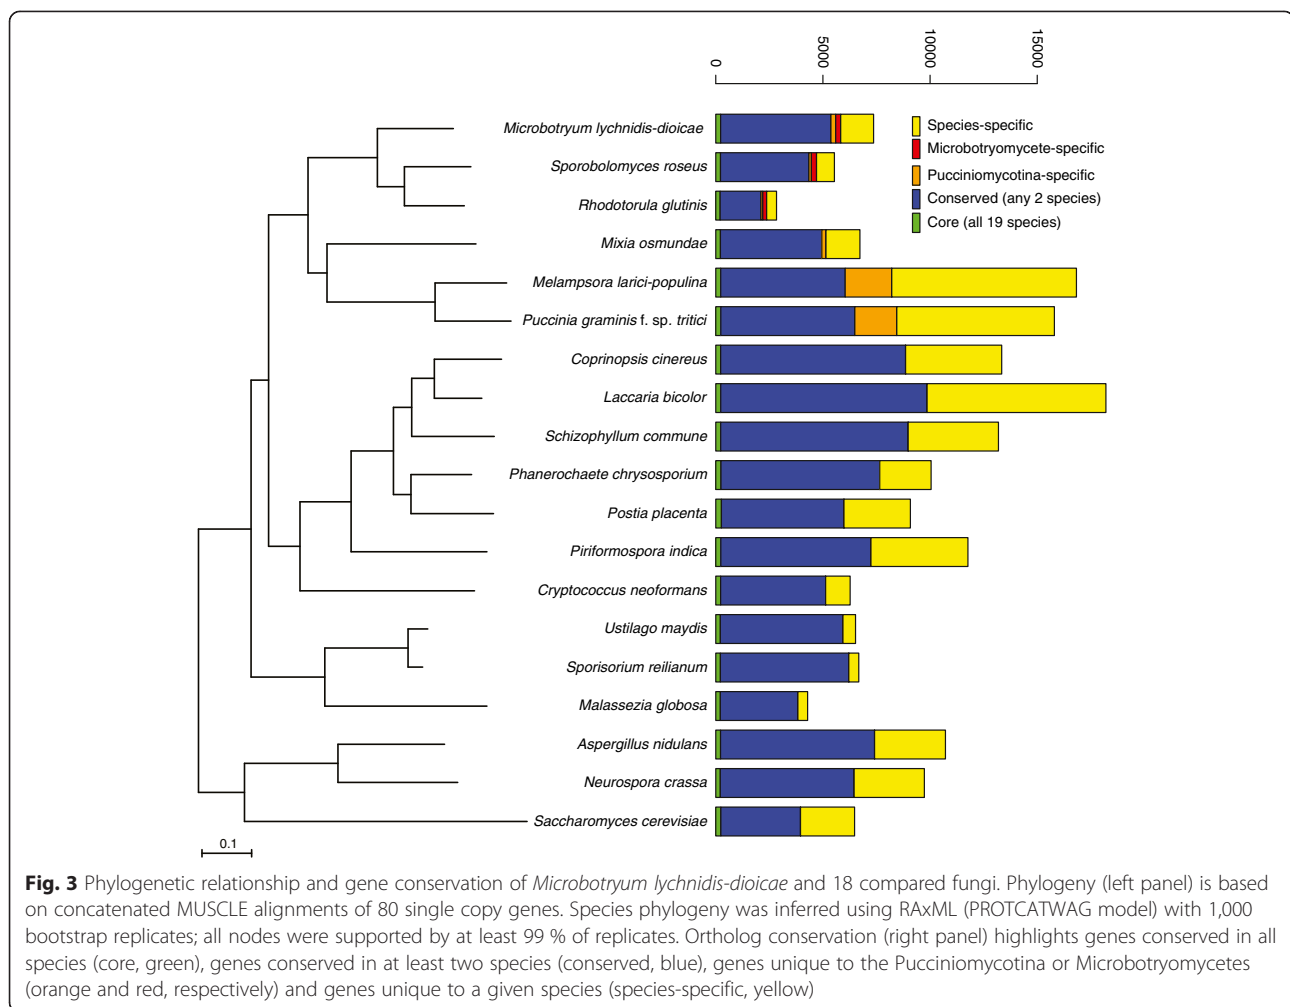 0
5000
10000
15000
Species-specific
Microbotryomycete-specific
Pucciniomycotina-specific
Conserved (any 2 species)
Core (all 19 species)
Microbotryum lychnidis-dioicae
Sporobolomyces roseus
Rhodotorula glutinis
Mixia osmundae
Melampsora larici-populina
Puccinia graminis f. sp. tritici
Coprinopsis cinereus
Laccaria bicolor
Schizophyllum commune
Phanerochaete chrysosporium
Postia placenta
Piriformospora indica
Cryptococcus neoformans
Ustilago maydis
Sporisorium reilianum
Malassezia globosa
Aspergillus nidulans
Neurospora crassa
Saccharomyces cerevisiae
0.1
Fig. 3 Phylogenetic relationship and gene conservation of Microbotryum lychnidis-dioicae and 18 compared fungi. Phylogeny (left panel) is based
on concatenated MUSCLE alignments of 80 single copy genes. Species phylogeny was inferred using RAxML (PROTCATWAG model) with 1,000
bootstrap replicates; all nodes were supported by at least 99 % of replicates. Ortholog conservation (right panel) highlights genes conserved in all
species (core, green), genes conserved in at least two species (conserved, blue), genes unique to the Pucciniomycotina or Microbotryomycetes
(orange and red, respectively) and genes unique to a given species (species-specific, yellow)